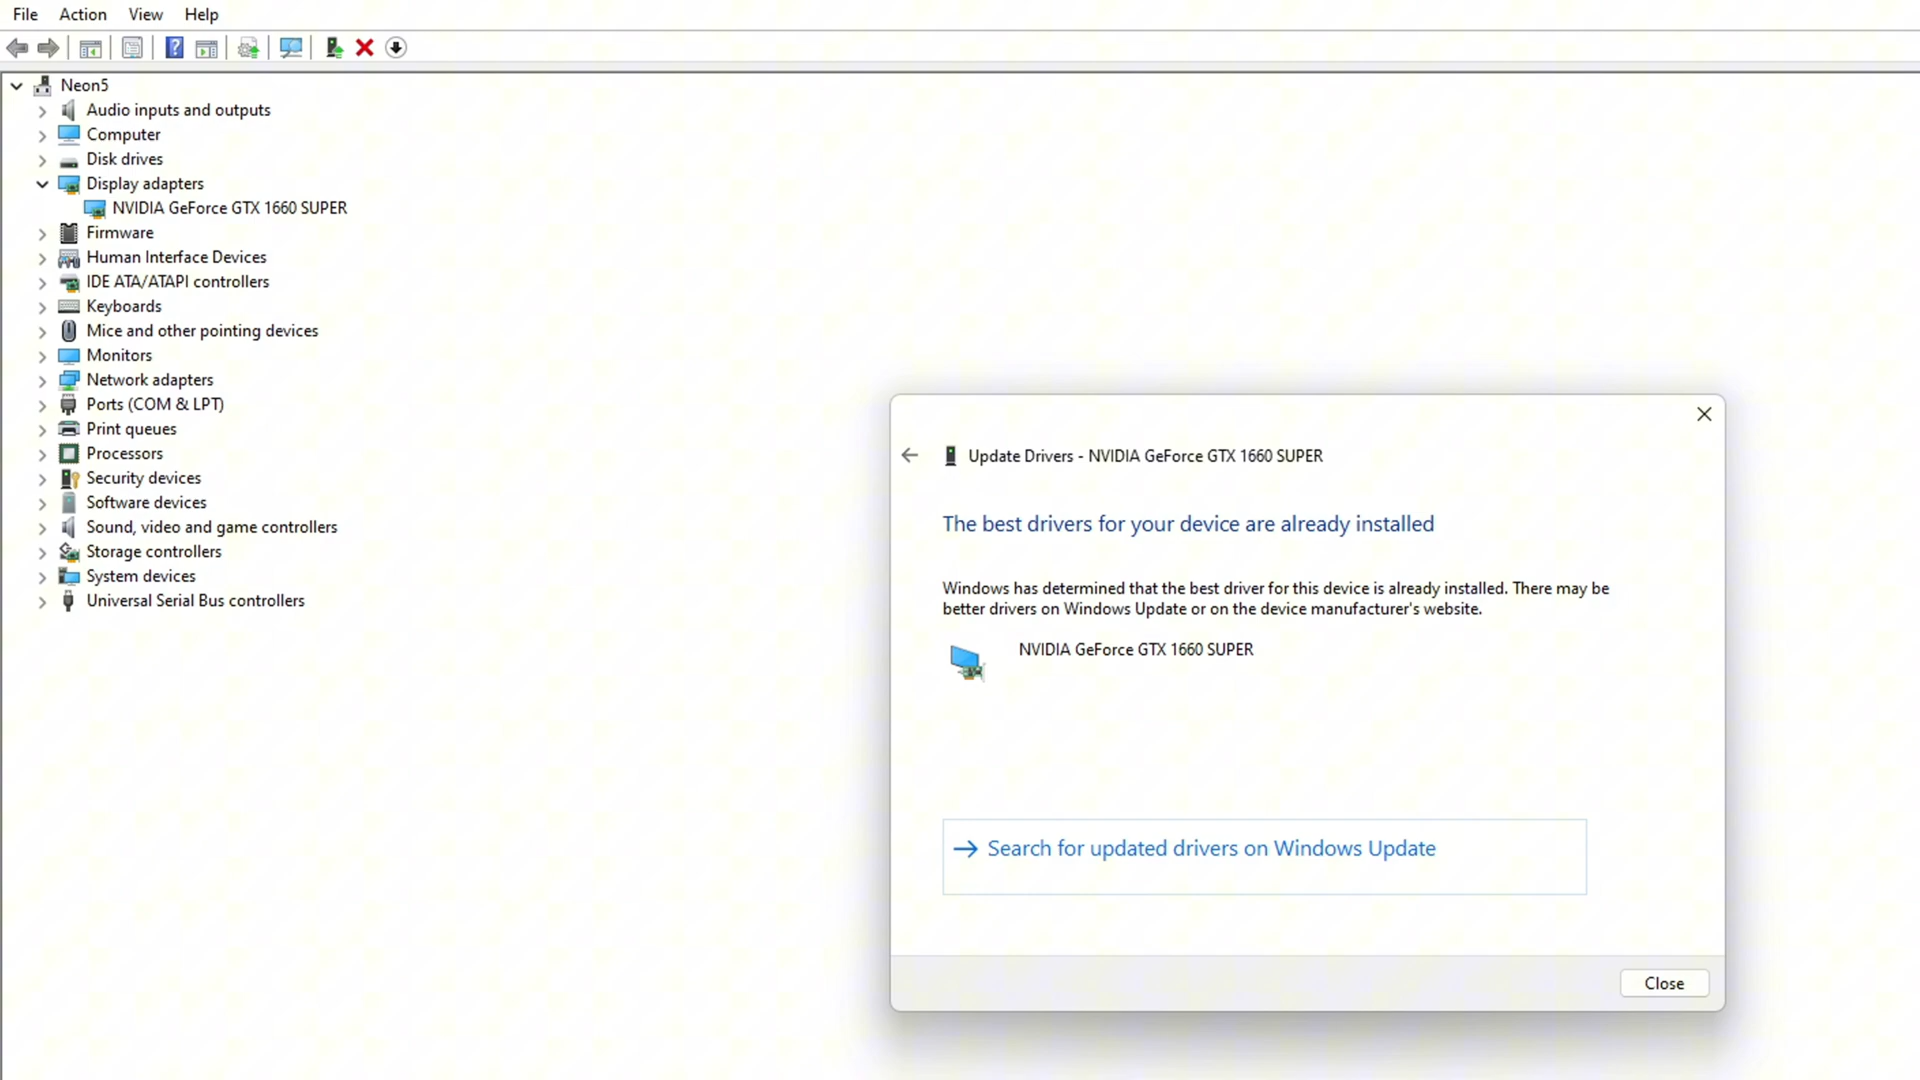 File Action View Help
Neon5
Audio inputs and outputs
Computer
Disk drives
Display adapters
NVIDIA GeForce GTX 1660 SUPER
Firmware
Human Interface Devices
IDE ATA/ATAPI controllers
Keyboards
Mice and other pointing devices
Monitors
Network adapters
Ports (COM & LPT)
Print queues
Processors
Security devices
Software devices
Sound, video and game controllers
Storage controllers
System devices
Universal Serial Bus controllers
Update Drivers - NVIDIA GeForce GTX 1660 SUPER
The best drivers for your device are already installed
Windows has determined that the best driver for this device is already installed. There may be
better drivers on Windows Update or on the device manufacturer's website.
NVIDIA GeForce GTX 1660 SUPER
Search for updated drivers on Windows Update
Close